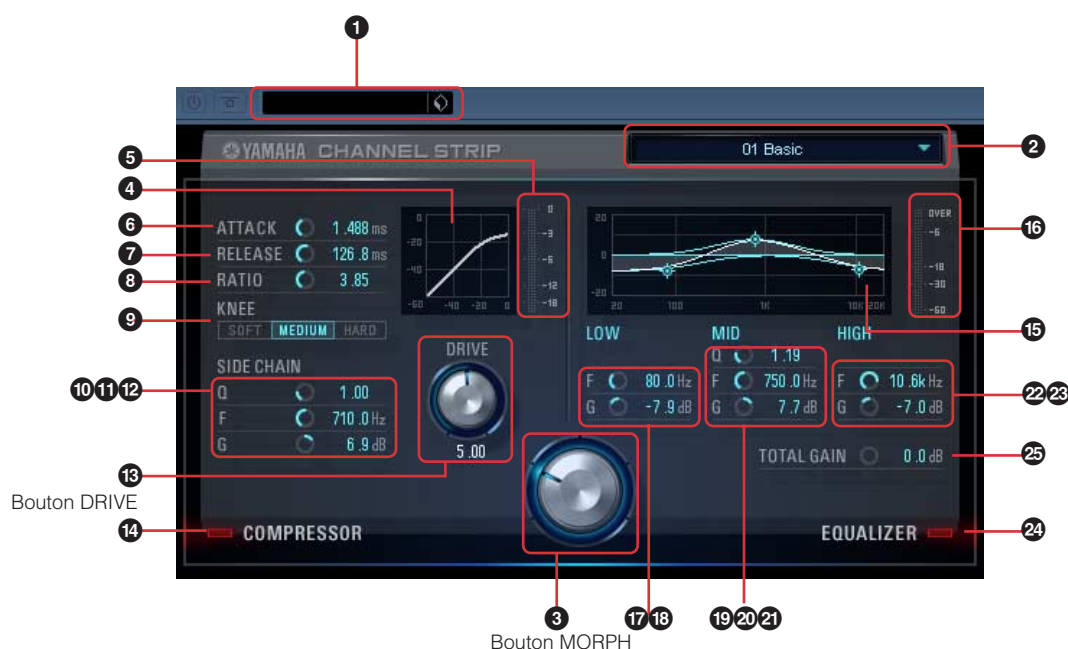 1
YAMAHA CHANNEL STRIP
01 Basic
2
5
4
6
ATTACK 1.488 ms
7
RELEASE 126.8 ms
8
RATIO 3.85
9
KNEE
SOFT MEDIUM HARD
SIDE CHAIN
10 11 12
Q 1.00
F 710.0 Hz
G 6.9 dB
0
-20
-40
-60 -40 -20 0
0
-3
-6
-12
-18
DRIVE
5.00
13
Bouton DRIVE
14
COMPRESSOR
20
0
-20
20 100 1K 10K 20K
OVER
-6
-18
-30
-60
16
15
LOW
F 80.0 Hz
G -7.9 dB
MID
Q 1.19
F 750.0 Hz
G 7.7 dB
HIGH
F 10.6k Hz
G -7.0 dB
22 23
TOTAL GAIN 0.0 dB
25
EQUALIZER
24
3
Bouton MORPH
17 18
19 20 21